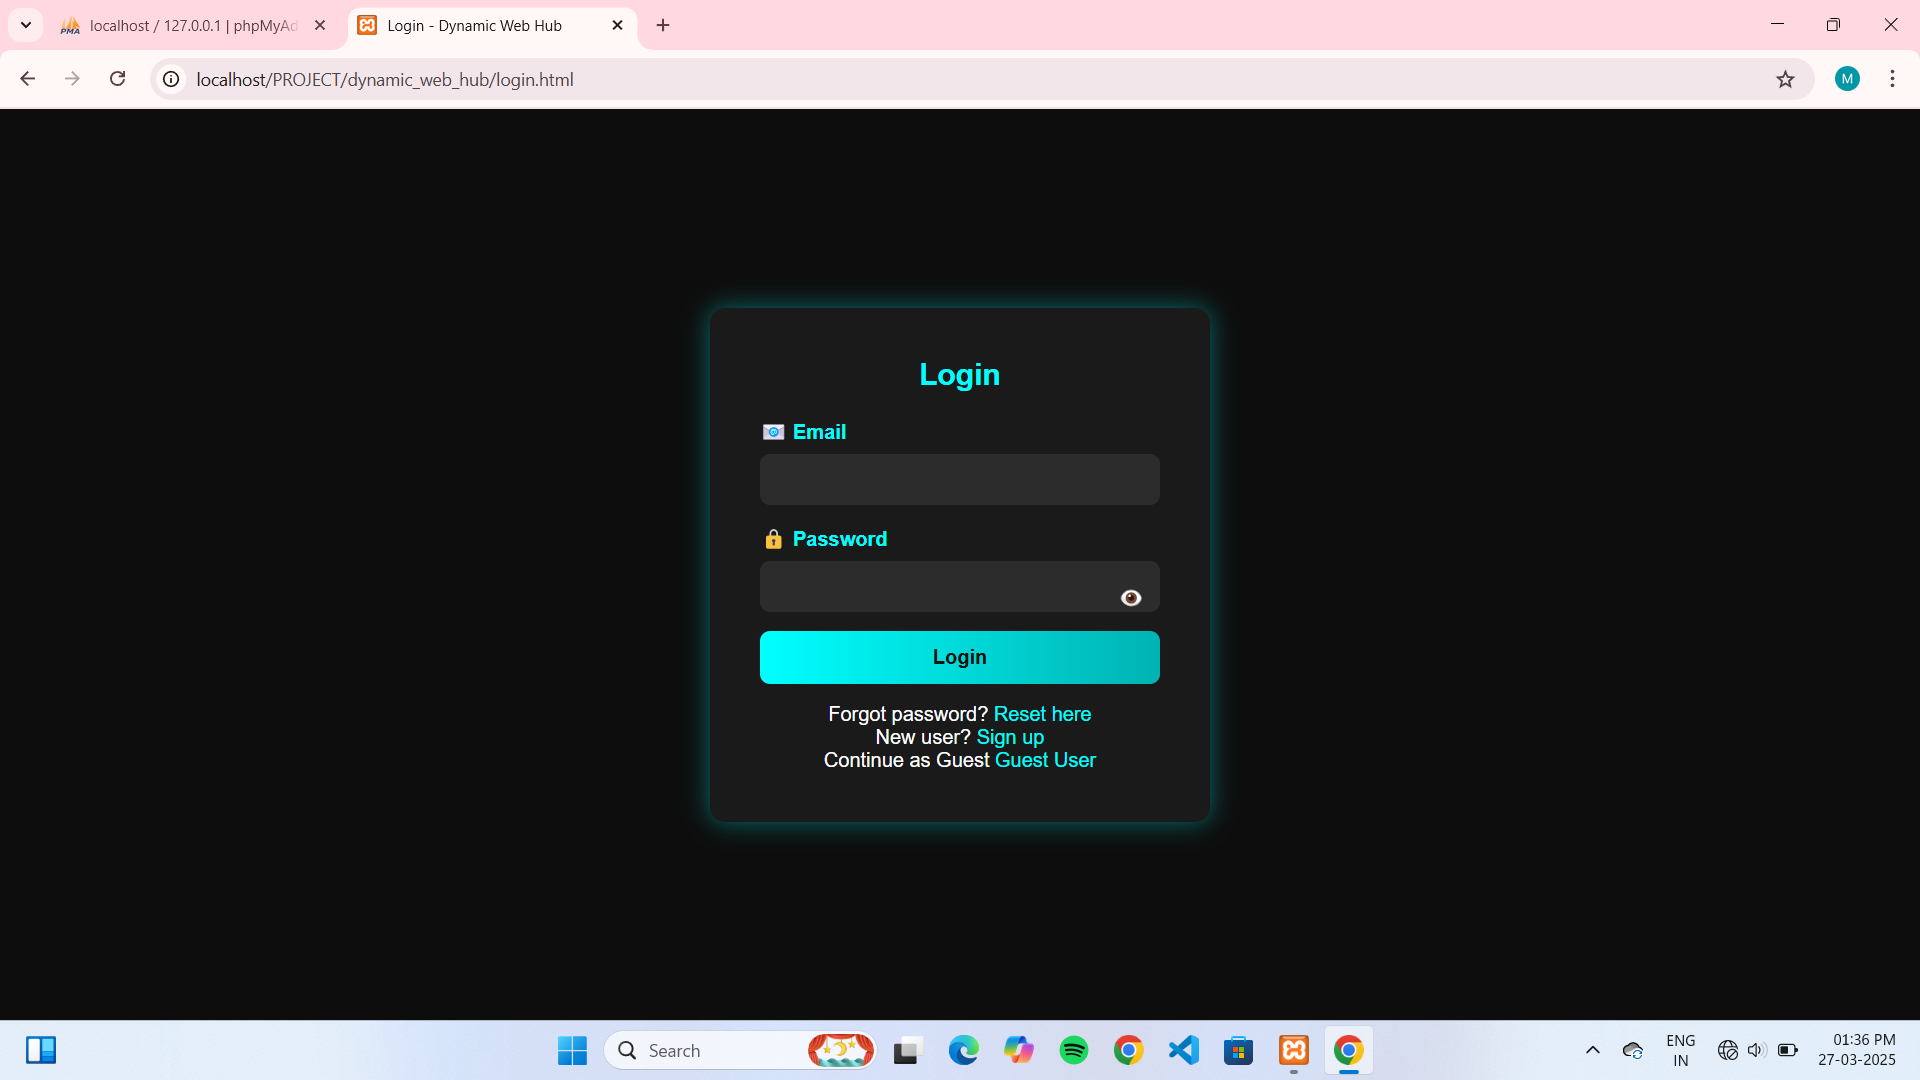 localhost / 127.0.0.1 | phpMyAd
Login - Dynamic Web Hub
localhost/PROJECT/dynamic_web_hub/login.html
M
Login
Email
Password
Login
Forgot password? Reset here
New user? Sign up
Continue as Guest Guest User
Search
ENG
IN
01:36 PM
27-03-2025